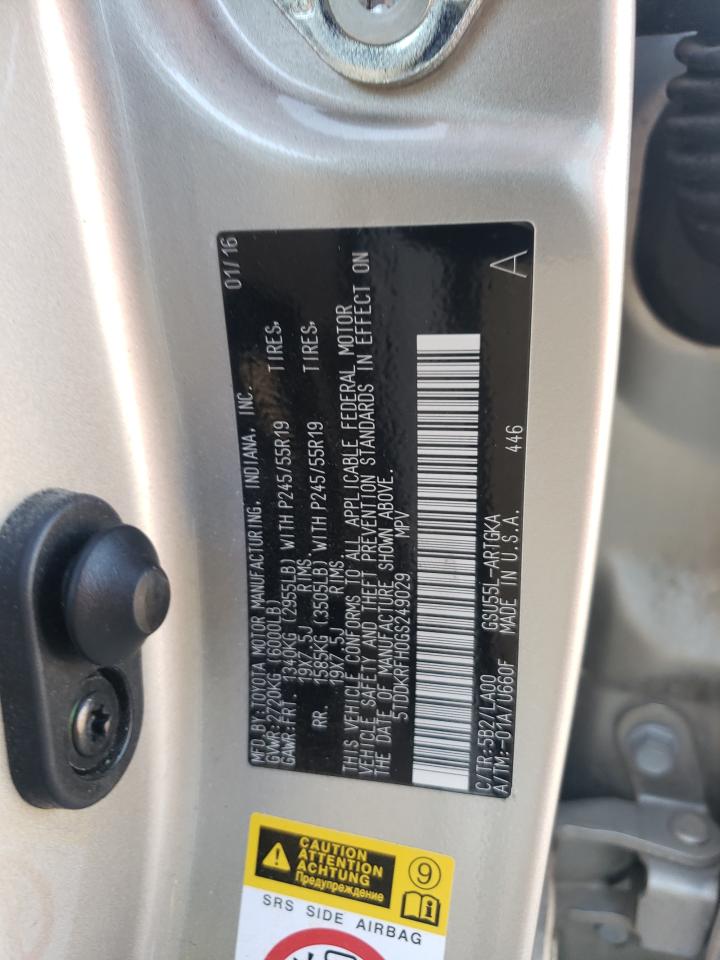 MFD.BY:TOYOTA MOTOR MANUFACTURING, INDIANA, INC. 01/16
GVWR:2720KG (6000LB)
GAWR:FRT. 1340KG (2955LB) WITH P245/55R19 TIRES,
19X7.5J RIMS
RR. 1585KG (3505LB) WITH P245/55R19 TIRES,
19X7.5J RIMS
THIS VEHICLE CONFORMS TO ALL APPLICABLE FEDERAL MOTOR
VEHICLE SAFETY AND THEFT PREVENTION STANDARDS IN EFFECT ON
THE DATE OF MANUFACTURE SHOWN ABOVE.
5TDDKRFH0GS249029 MPV
C/TR:5B2/LA00 GSU55L-ARTGKA 446 A
A/TM:-01A/U660F MADE IN U.S.A.
CAUTION
ATTENTION
ACHTUNG
Предупреждение
9
i
SRS SIDE AIRBAG